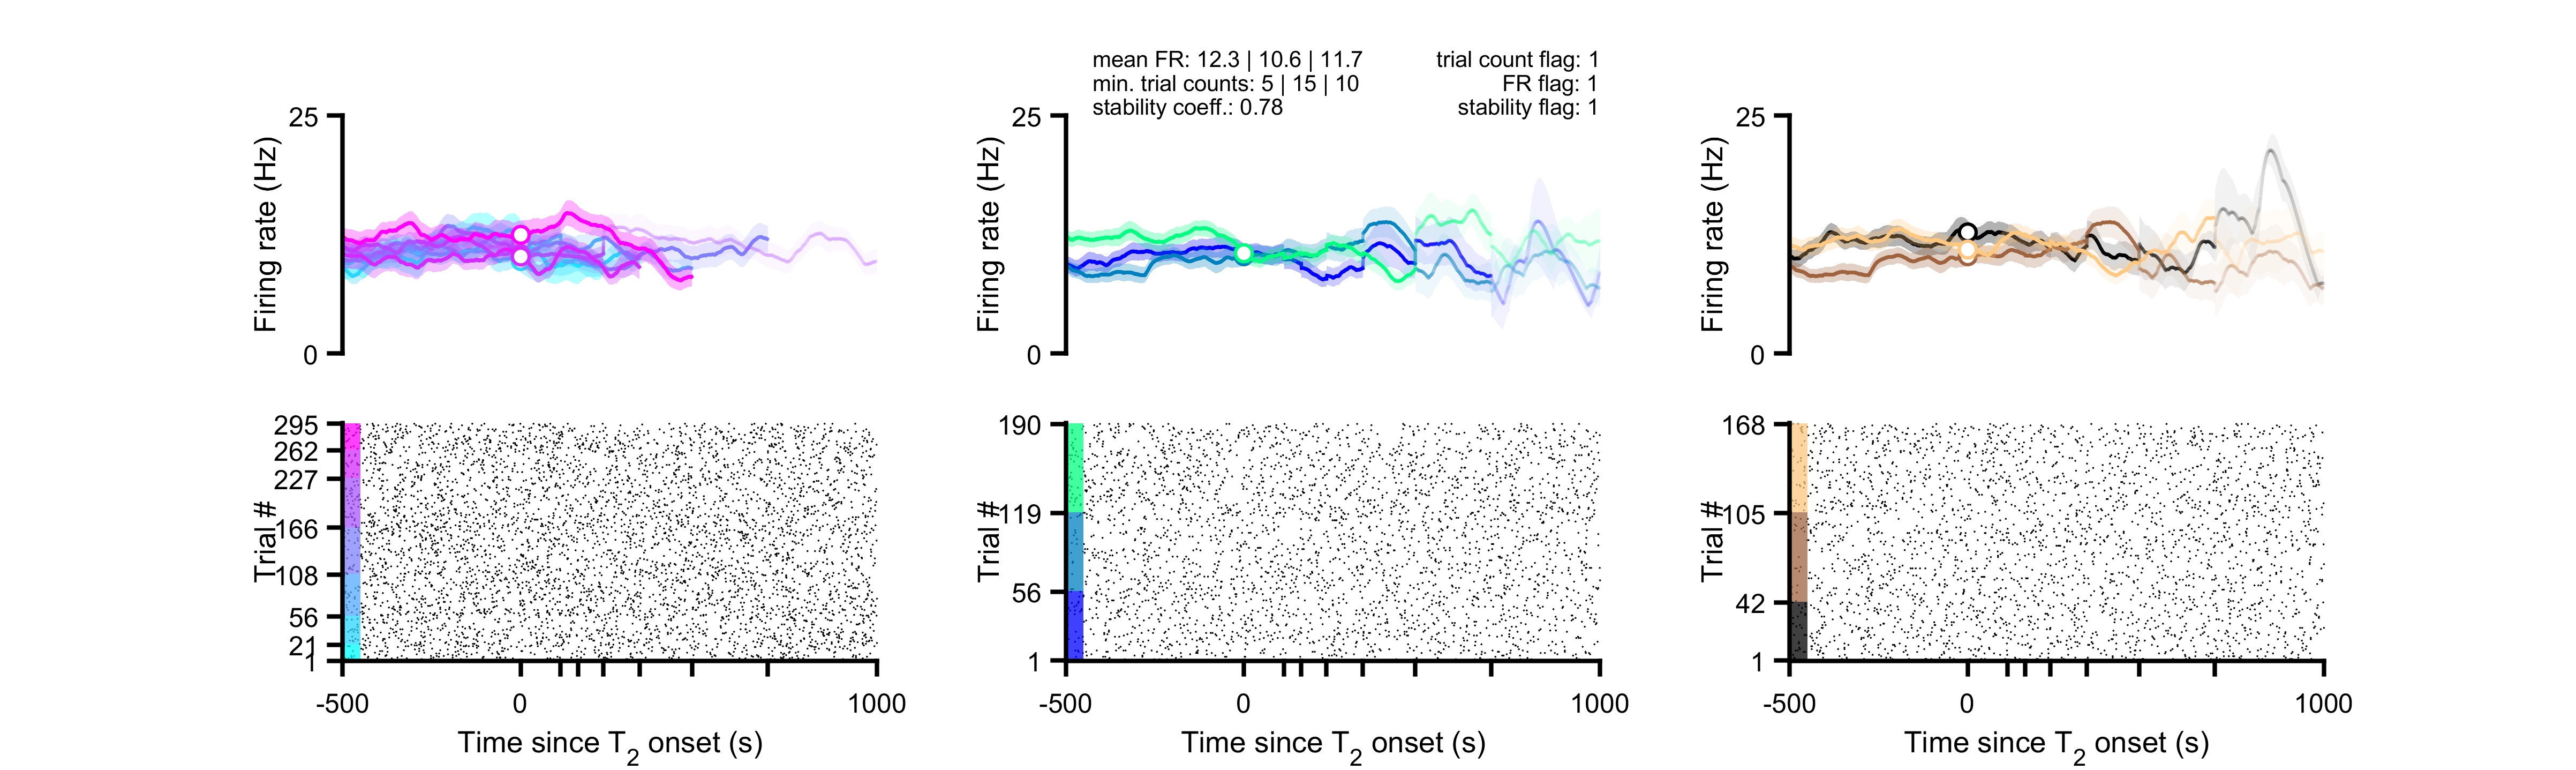 mean FR: 12.3 | 10.6 | 11.7
min. trial counts: 5 | 15 | 10
stability coeff.: 0.78
trial count flag: 1
FR flag: 1
stability flag: 1
25
Firing rate (Hz)
0
25
Firing rate (Hz)
0
25
Firing rate (Hz)
0
295
262
227
166
108
56
21
1
Trial #
-500
0
1000
Time since T2 onset (s)
190
119
56
1
Trial #
-500
0
1000
Time since T2 onset (s)
168
105
42
1
Trial #
-500
0
1000
Time since T2 onset (s)